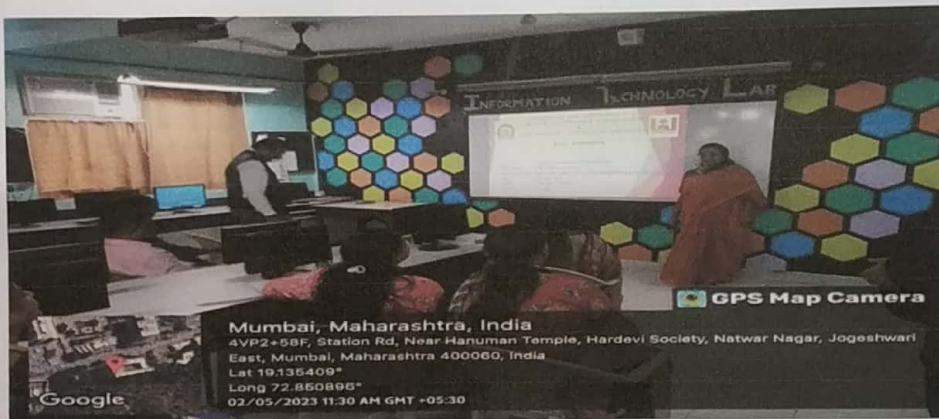 INFORMATION TECHNOLOGY LAB
GPS Map Camera
Mumbai, Maharashtra, India
4VP2+58F, Station Rd, Near Hanuman Temple, Hardevi Society, Natwar Nagar, Jogeshwari
East, Mumbai, Maharashtra 400060, India
Lat 19.135409°
Long 72.850896°
02/05/2023 11:30 AM GMT +05:30
Google